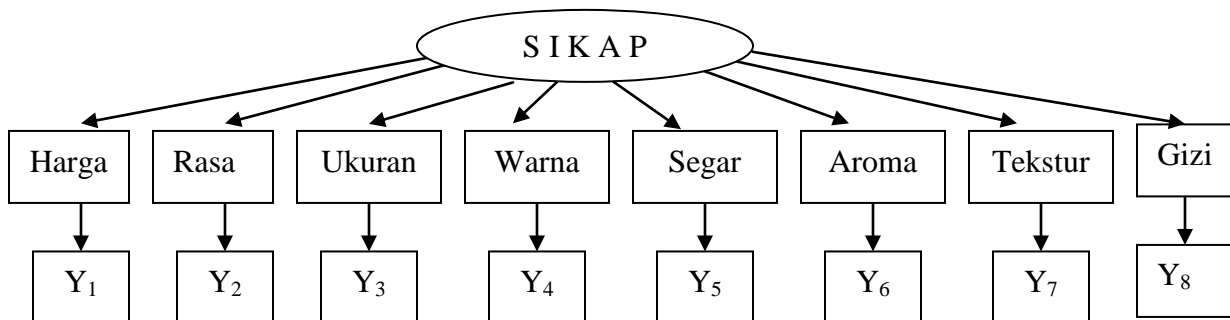 S I K A P
Harga Rasa Ukuran Warna Segar Aroma Tekstur Gizi
Y₁ Y₂ Y₃ Y₄ Y₅ Y₆ Y₇ Y₈